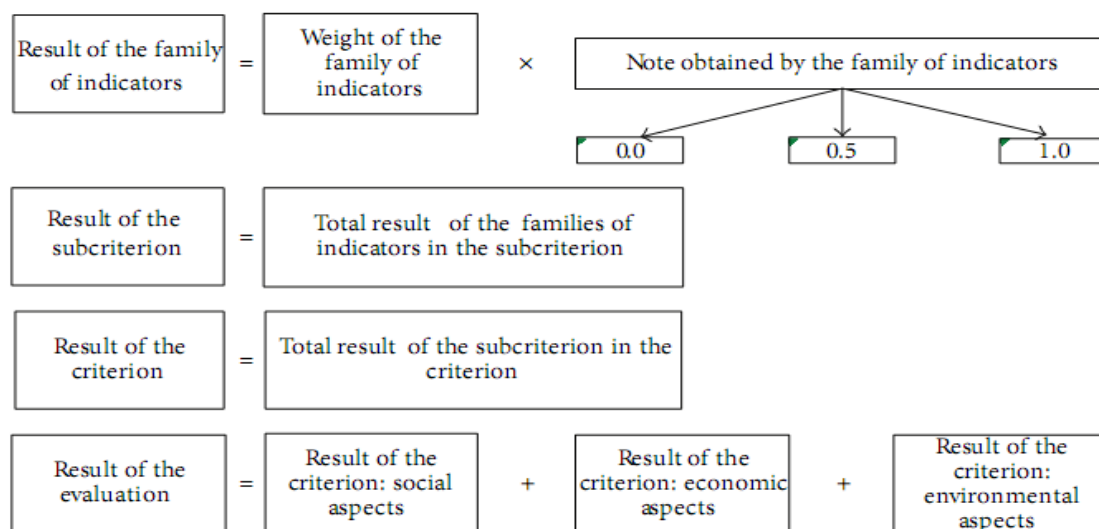 Result of the family
of indicators
=
Weight of the
family of
indicators
×
Note obtained by the family of indicators
0.0
0.5
1.0
Result of the
subcriterion
=
Total result of the families of
indicators in the subcriterion
Result of the
criterion
=
Total result of the subcriterion in the
criterion
Result of the
evaluation
=
Result of the
criterion: social
aspects
+
Result of the
criterion: economic
aspects
+
Result of the
criterion:
environmental
aspects